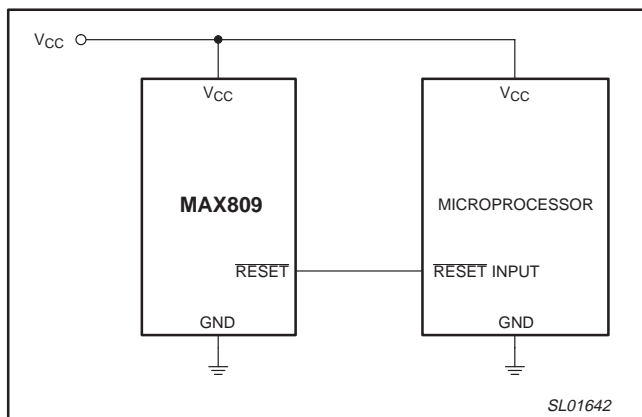 VCC
VCC
VCC
MAX809
MICROPROCESSOR
RESET
RESET INPUT
GND
GND
SL01642